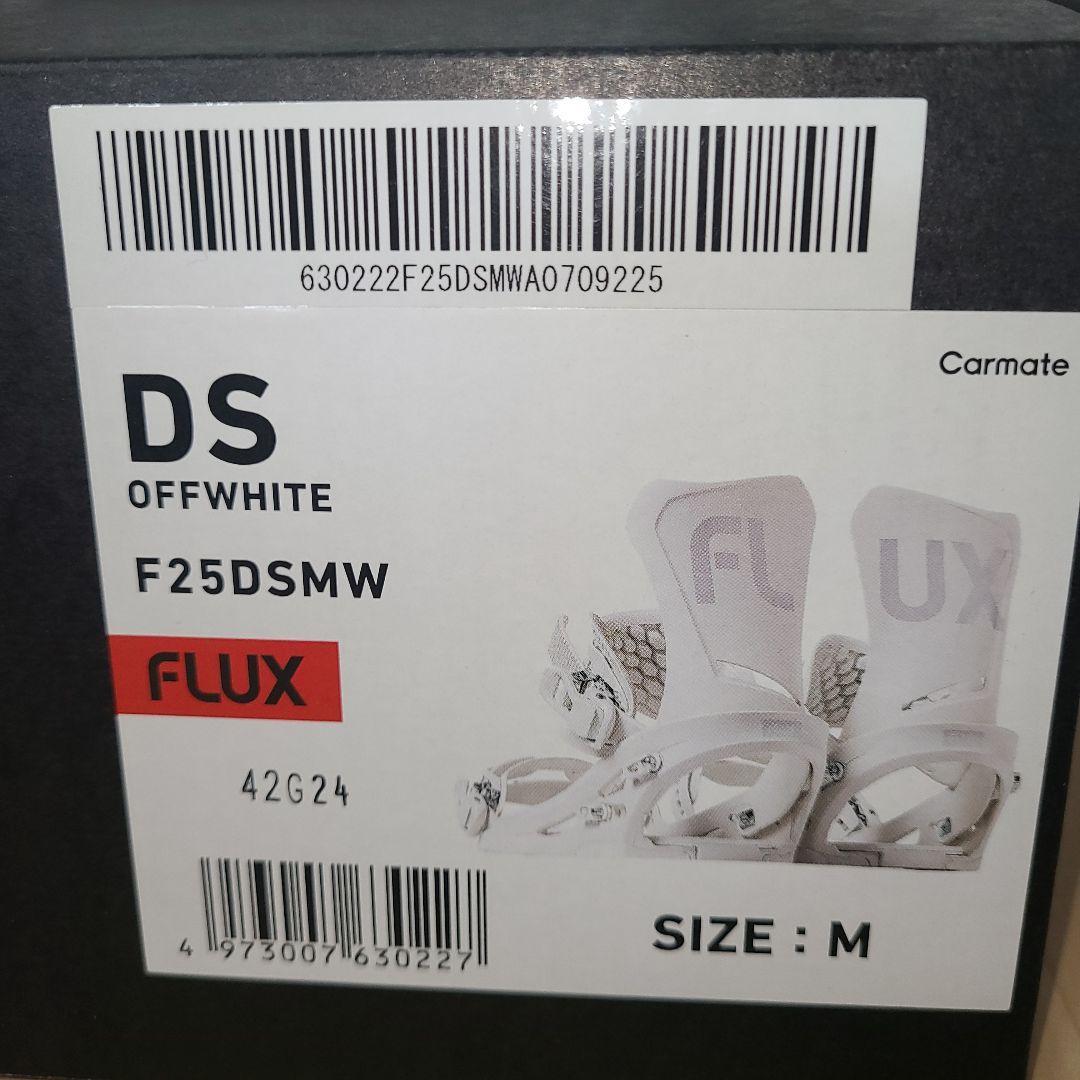 630222F25DSMWA0709225
Carmate
DS
OFFWHITE
F25DSMW
FLUX
FL UX
42G24
4 973007 630227
SIZE : M